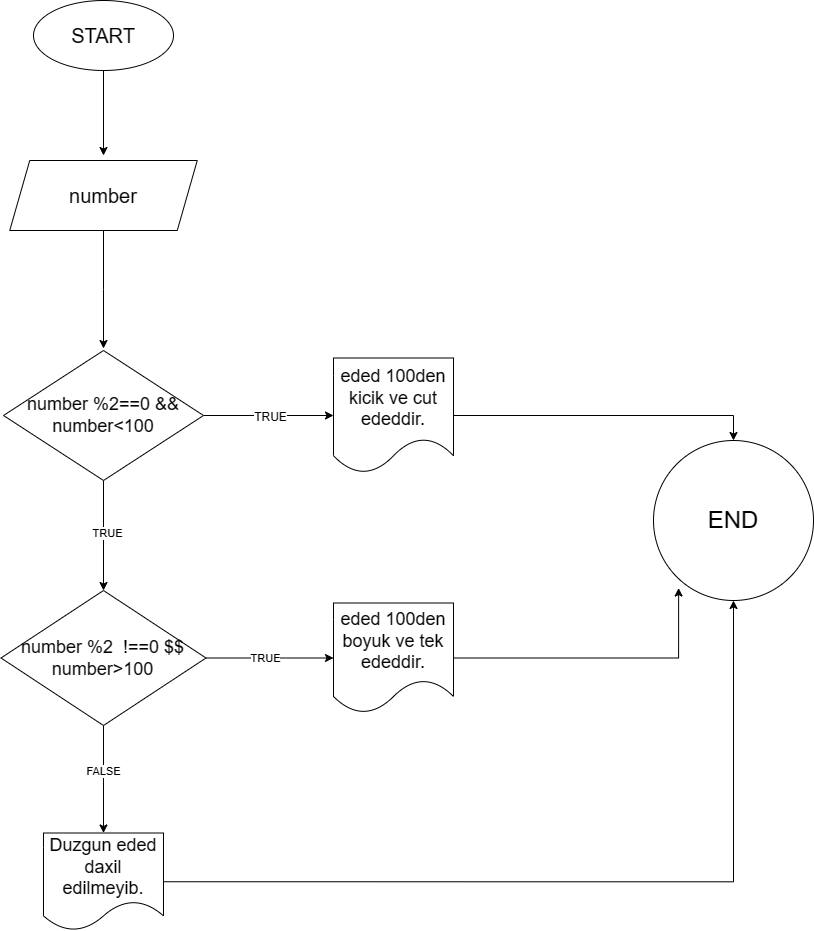 START
number
number %2==0 &&
number<100
TRUE
eded 100den
kicik ve cut
ededdir.
END
TRUE
number %2  !==0 $$
number>100
TRUE
eded 100den
boyuk ve tek
ededdir.
FALSE
Duzgun eded
daxil
edilmeyib.